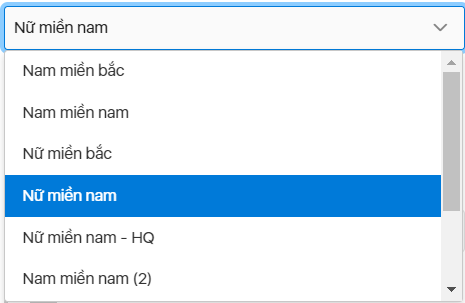 Nữ miền nam
Nam miền bắc
Nam miền nam
Nữ miền bắc
Nữ miền nam
Nữ miền nam - HQ
Nam miền nam (2)